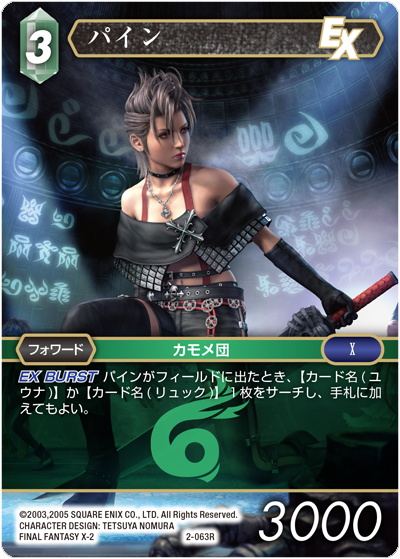 3
パイン
EX
フォワード
カモメ団
X
EX BURST パインがフィールドに出たとき、【カード名 ( ユ
ウナ )】か【カード名 ( リュック )】 1枚をサーチし、手札に加
えてもよい。
©2003,2005 SQUARE ENIX CO., LTD. All Rights Reserved.
CHARACTER DESIGN: TETSUYA NOMURA
FINAL FANTASY X-2
2-063R
3000